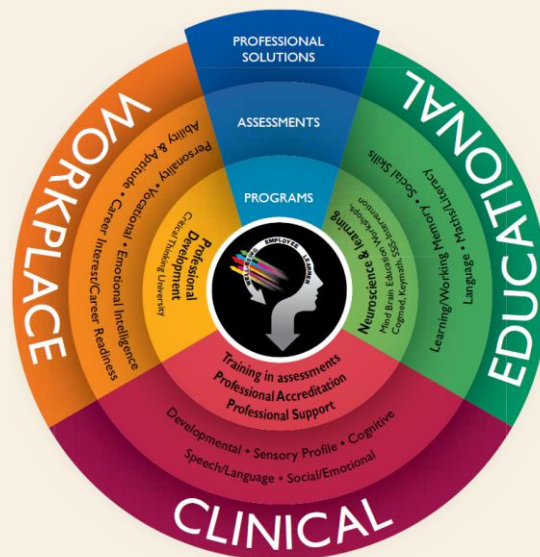 PROFESSIONAL
SOLUTIONS
ASSESSMENTS
PROGRAMS
WORKPLACE
Ability & Aptitude • Career Interest/Career Readiness
Personality • Vocational • Emotional Intelligence
Professional
Development
Critical Thinking University
EMPLOYEE
LEARNER
EDUCATIONAL
Language • Maths/Literacy
Learning/Working Memory • Social Skills
Neuroscience & learning
Mind Brain Education Workshops,
Cogmed, Keymath, SSIS Intervention
Training in assessments
Professional Accreditation
Professional Support
Developmental • Sensory Profile • Cognitive
Speech/Language • Social/Emotional
CLINICAL